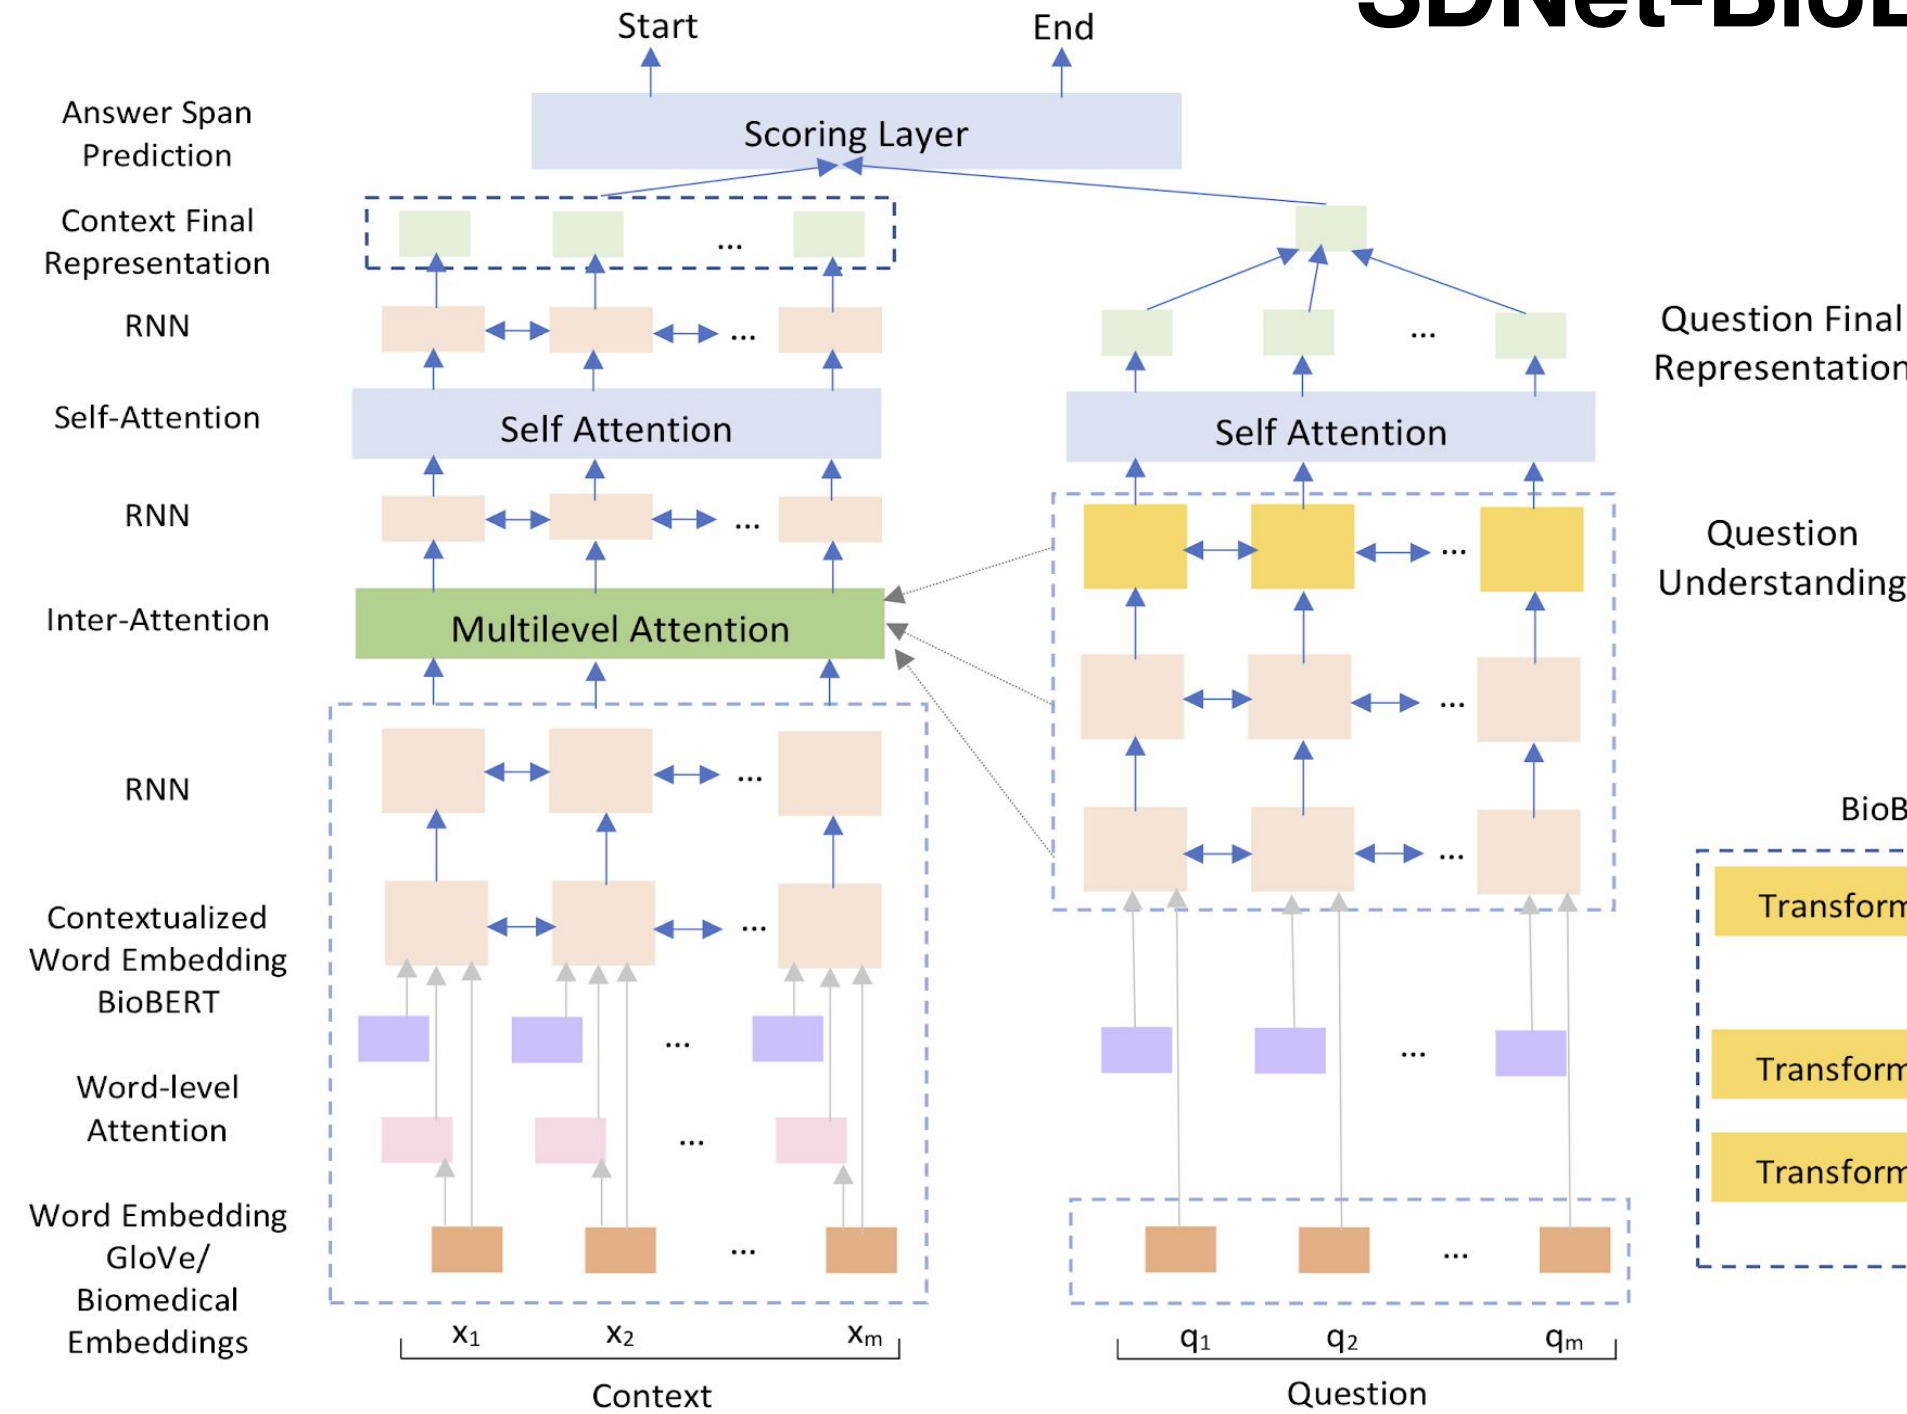 SDNet-BioB
Start
End
Answer Span
Prediction
Scoring Layer
Context Final
Representation
...
RNN
...
Question Final
Representation
...
Self-Attention
Self Attention
Self Attention
RNN
...
Question
Understanding
...
Inter-Attention
Multilevel Attention
...
RNN
...
BioB
...
Contextualized
Word Embedding
BioBERT
...
Transform
...
...
Transform
Word-level
Attention
...
Transform
Word Embedding
GloVe/
Biomedical
Embeddings
...
...
x1 x2 xm
q1 q2 qm
Context
Question